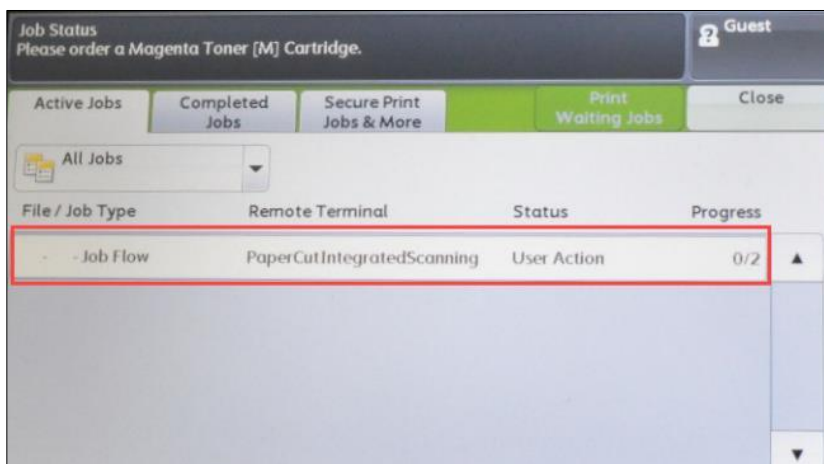 Job Status
Please order a Magenta Toner [M] Cartridge.
Guest
Active Jobs
Completed
Jobs
Secure Print
Jobs & More
Print
Waiting Jobs
Close
All Jobs
File / Job Type Remote Terminal Status Progress
- - Job Flow PaperCutIntegratedScanning User Action 0/2